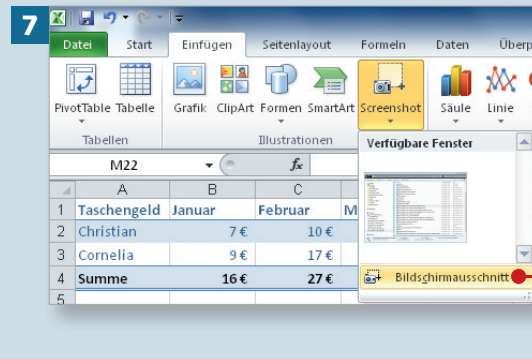 7
Datei Start Einfügen Seitenlayout Formeln Daten Überp
PivotTable Tabelle Grafik ClipArt Formen SmartArt Screenshot Säule Linie
Tabellen Illustrationen
Verfügbare Fenster
M22 fx
A B C
1 Taschengeld Januar Februar M
2 Christian 7 € 10 €
3 Cornelia 9 € 17 €
4 Summe 16 € 27 €
Bildschirmausschnitt
5